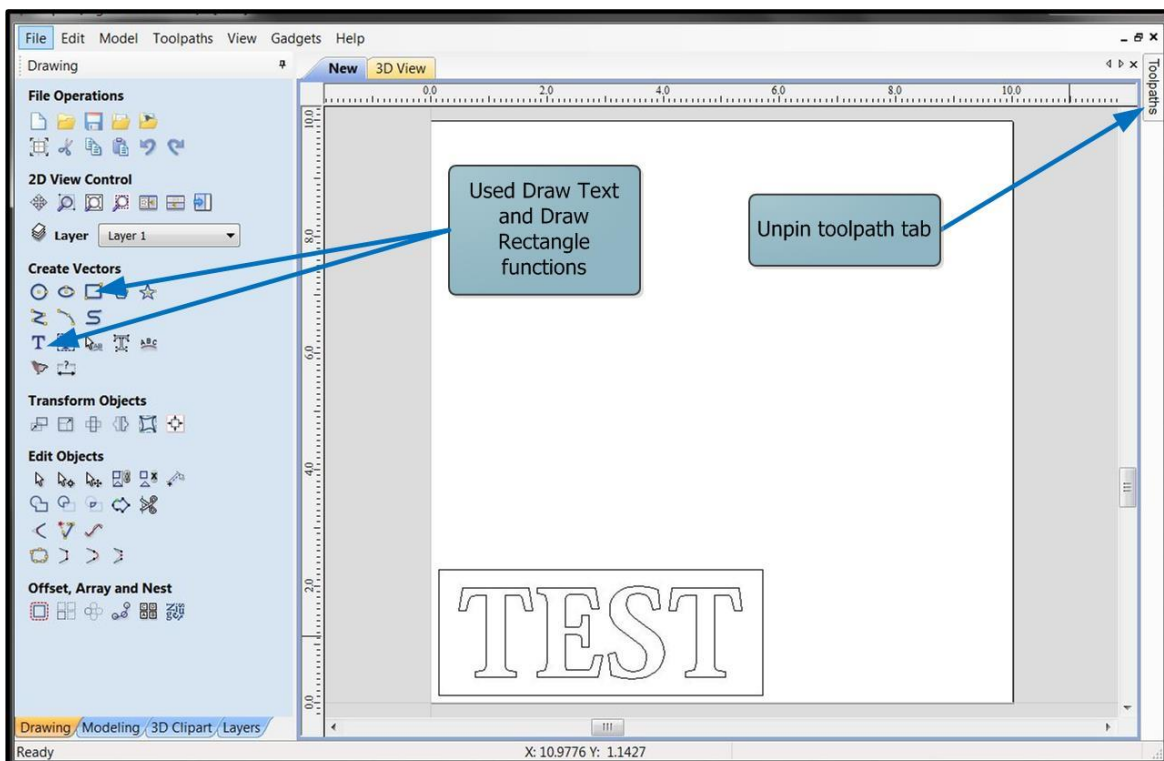 File Edit Model Toolpaths View Gadgets Help
Drawing
New 3D View
Toolpaths
File Operations
0.0 2.0 4.0 6.0 8.0 10.0
10.0
8.0
6.0
4.0
2.0
0.0
2D View Control
Layer Layer 1
Create Vectors
T
ABC
Transform Objects
Edit Objects
Offset, Array and Nest
Used Draw Text
and Draw
Rectangle
functions
Unpin toolpath tab
TEST
Drawing Modeling 3D Clipart Layers
Ready X: 10.9776 Y: 1.1427